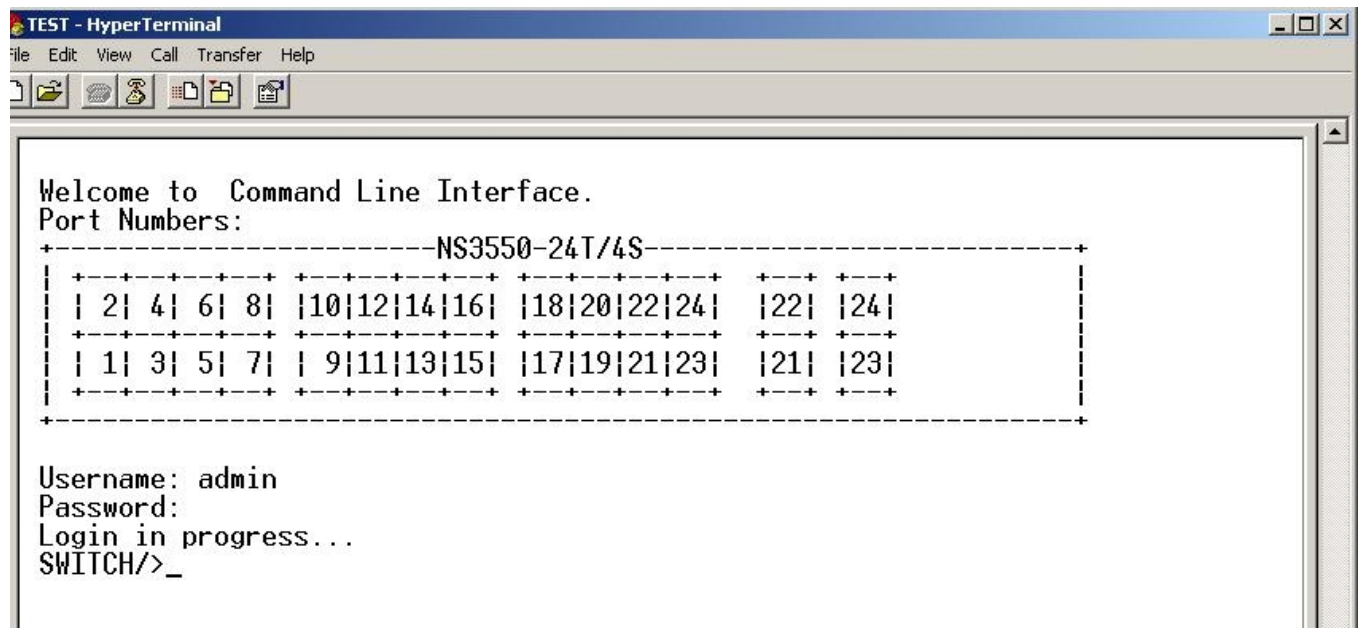 TEST - HyperTerminal
File Edit View Call Transfer Help
Welcome to  Command Line Interface.
Port Numbers:
+------------------------NS3550-24T/4S---------------------------+
| +--+--+--+--+ +--+--+--+--+ +--+--+--+--+  +--+ +--+           |
| | 2| 4| 6| 8| |10|12|14|16| |18|20|22|24|  |22| |24|           |
| +--+--+--+--+ +--+--+--+--+ +--+--+--+--+  +--+ +--+           |
| | 1| 3| 5| 7| | 9|11|13|15| |17|19|21|23|  |21| |23|           |
| +--+--+--+--+ +--+--+--+--+ +--+--+--+--+  +--+ +--+           |
+----------------------------------------------------------------+
Username: admin
Password:
Login in progress...
SWITCH/>_